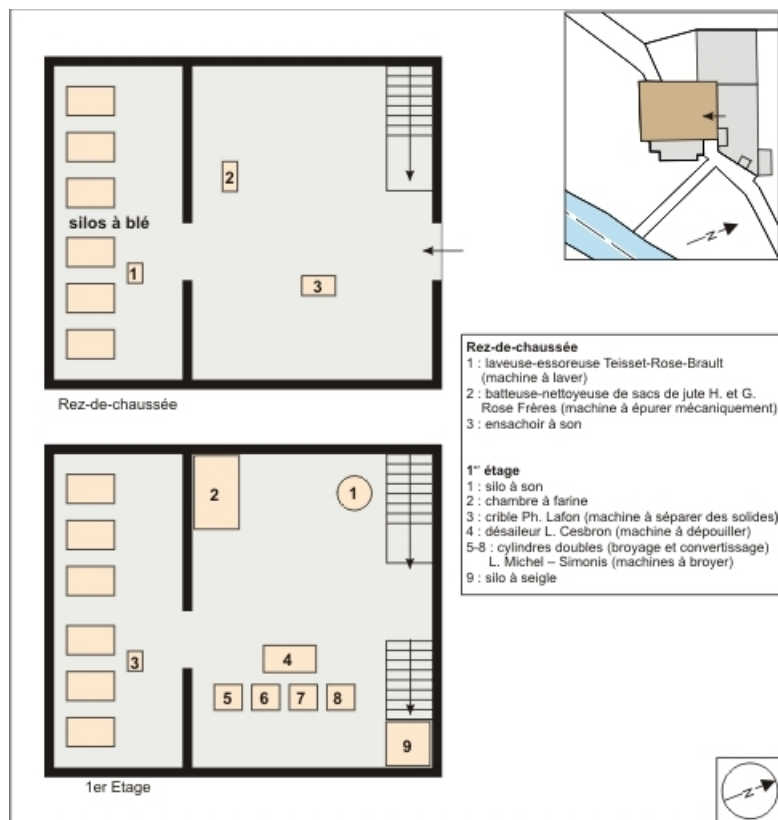 2
silos à blé
1
3
Rez-de-chaussée
N
Rez-de-chaussée
1 : laveuse-essoreuse Teisset-Rose-Brault
(machine à laver)
2 : batteuse-nettoyeuse de sacs de jute H. et G.
Rose Frères (machine à épurer mécaniquement)
3 : ensachoir à son
1er étage
1 : silo à son
2 : chambre à farine
3 : crible Ph. Lafon (machine à séparer des solides)
4 : désaileur L. Cesbron (machine à dépouiller)
5-8 : cylindres doubles (broyage et convertissage)
L. Michel – Simonis (machines à broyer)
9 : silo à seigle
2
1
3
4
5 6 7 8
9
1er Etage
N